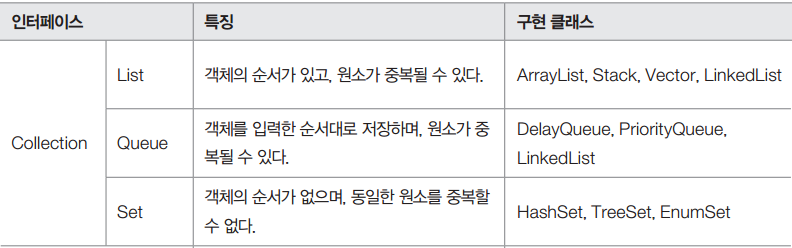 인터페이스 특징 구현 클래스
Collection
List 객체의 순서가 있고, 원소가 중복될 수 있다. ArrayList, Stack, Vector, LinkedList
Queue 객체를 입력한 순서대로 저장하며, 원소가 중
복될 수 있다.
DelayQueue, PriorityQueue,
LinkedList
Set 객체의 순서가 없으며, 동일한 원소를 중복할
수 없다.
HashSet, TreeSet, EnumSet